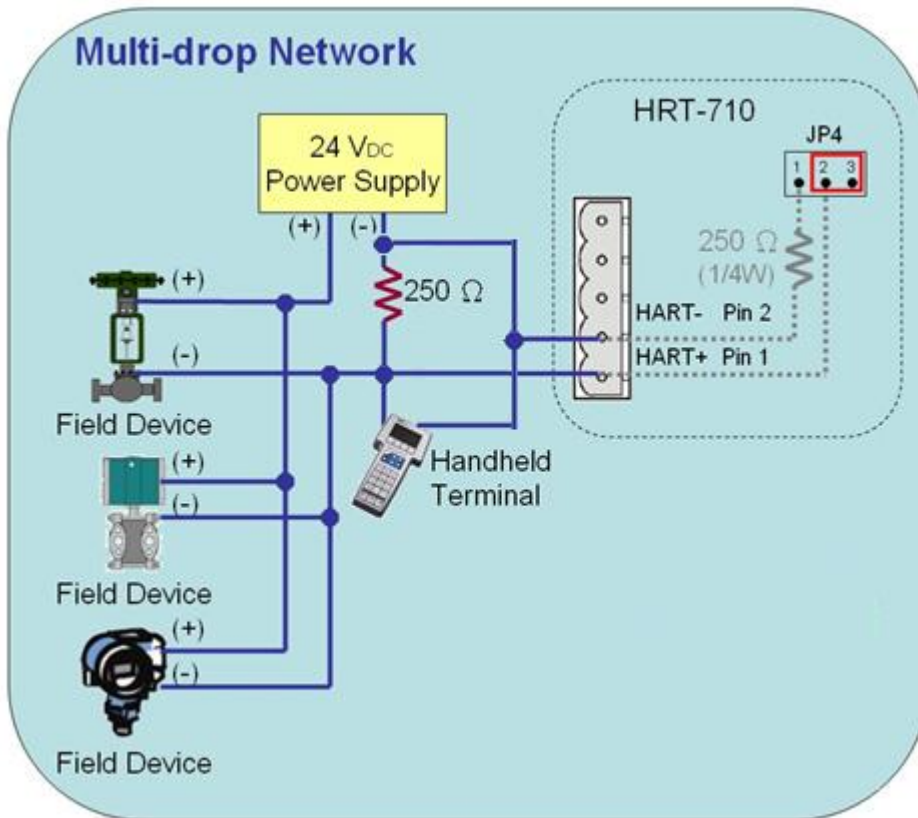 Multi-drop Network
HRT-710
JP4
1 2 3
24 VDC
Power Supply
(+) (-)
250 Ω
(1/4W)
250 Ω
HART- Pin 2
HART+ Pin 1
(+)
(-)
Field Device
Handheld
Terminal
(+)
(-)
Field Device
(+)
(-)
Field Device